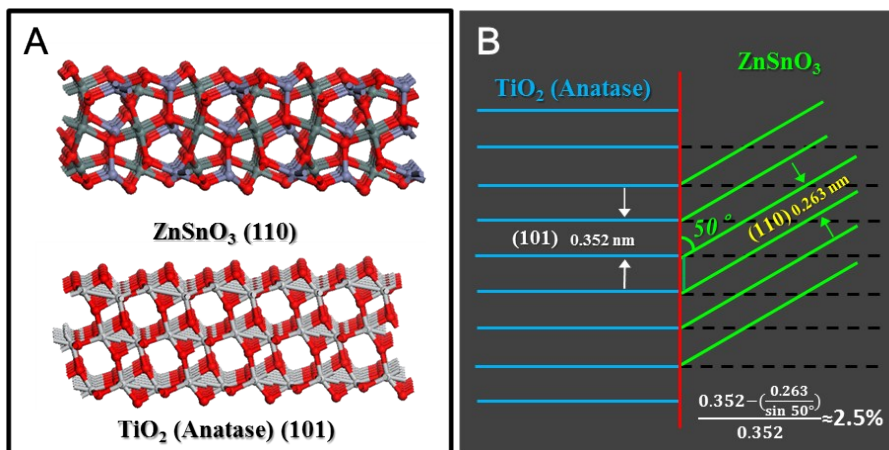 A
ZnSnO₃ (110)
TiO₂ (Anatase) (101)
B
ZnSnO₃
TiO₂ (Anatase)
(101) 0.352 nm
50°
(110) 0.263 nm
0.352−(0.263/sin 50°)/0.352≈2.5%